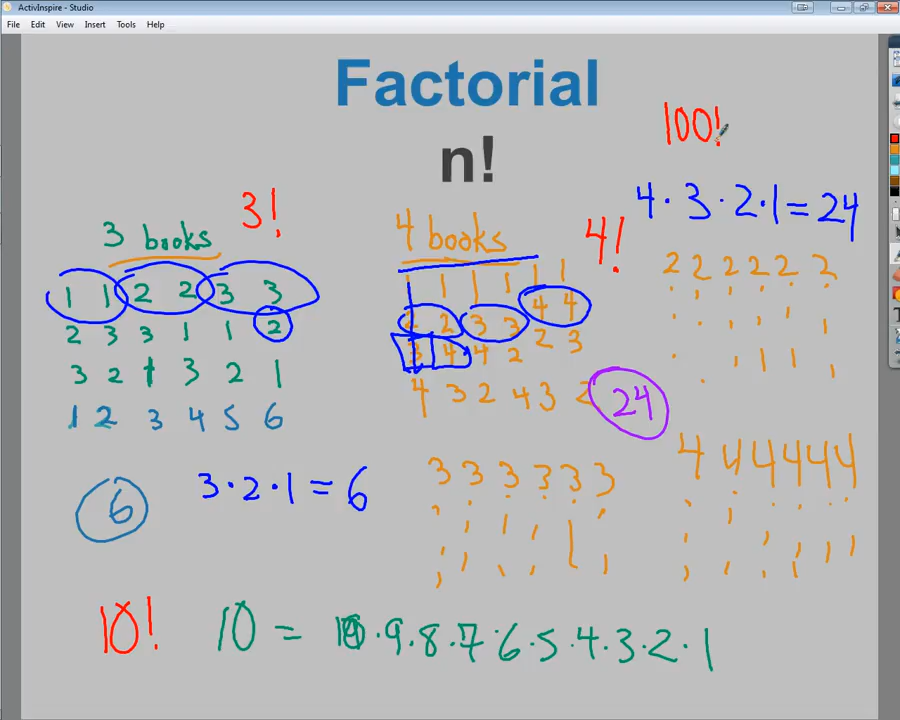 ActivInspire - Studio
File Edit View Insert Tools Help
Factorial
n!
100!
4 · 3 · 2 · 1 = 24
3!
3 books
1 1 2 2 3 3
2 3 3 1 1 2
3 2 1 3 2 1
1 2 3 4 5 6
6
3 · 2 · 1 = 6
4 books
4!
1 1 1 1 1 1
2 2 3 3 4 4
3 4 4 2 2 3
4 3 2 4 3 2
24
2 2 2 2 2 2
3 3 3 3 3 3
4 4 4 4 4 4
10!
10 = 10 · 9 · 8 · 7 · 6 · 5 · 4 · 3 · 2 · 1